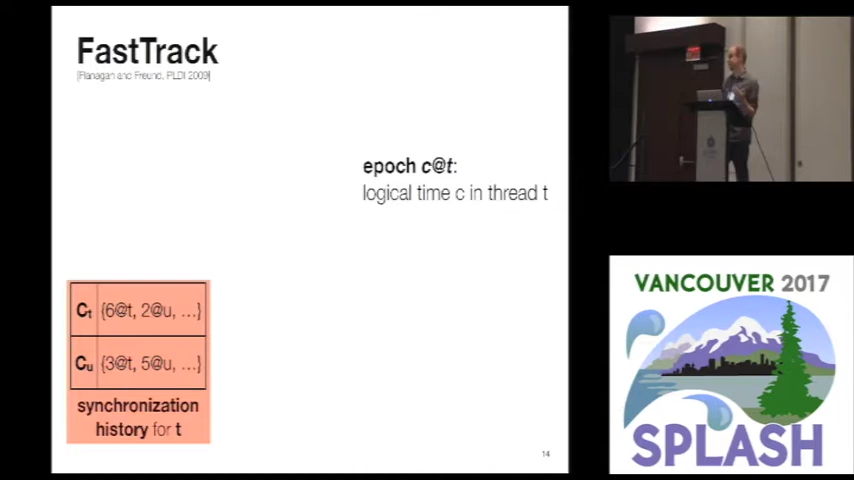 FastTrack
[Flanagan and Freund, PLDI 2009]
epoch c@t:
logical time c in thread t
Ct {6@t, 2@u, ...}
Cu {3@t, 5@u, ...}
synchronization
history for t
14
VANCOUVER 2017
SPLASH